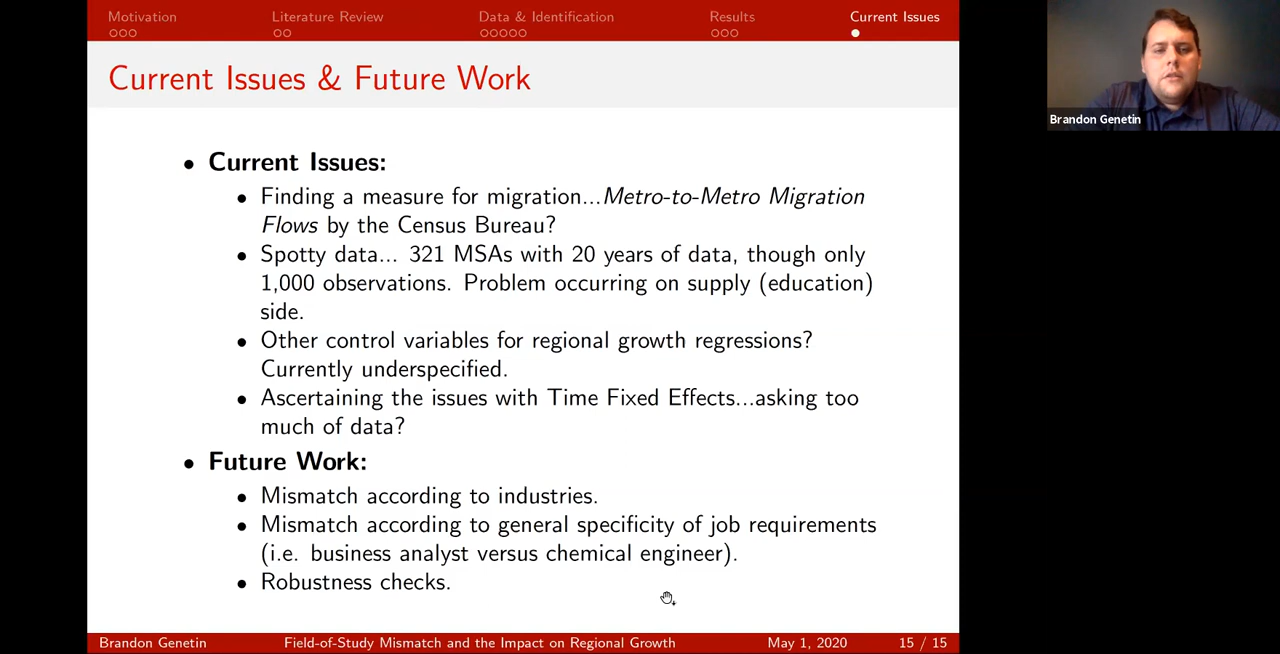 Motivation
Literature Review
Data & Identification
Results
Current Issues
Brandon Genetin
Current Issues & Future Work
• Current Issues:
• Finding a measure for migration...Metro-to-Metro Migration
Flows by the Census Bureau?
• Spotty data... 321 MSAs with 20 years of data, though only
1,000 observations. Problem occurring on supply (education)
side.
• Other control variables for regional growth regressions?
Currently underspecified.
• Ascertaining the issues with Time Fixed Effects...asking too
much of data?
• Future Work:
• Mismatch according to industries.
• Mismatch according to general specificity of job requirements
(i.e. business analyst versus chemical engineer).
• Robustness checks.
Brandon Genetin
Field-of-Study Mismatch and the Impact on Regional Growth
May 1, 2020
15 / 15